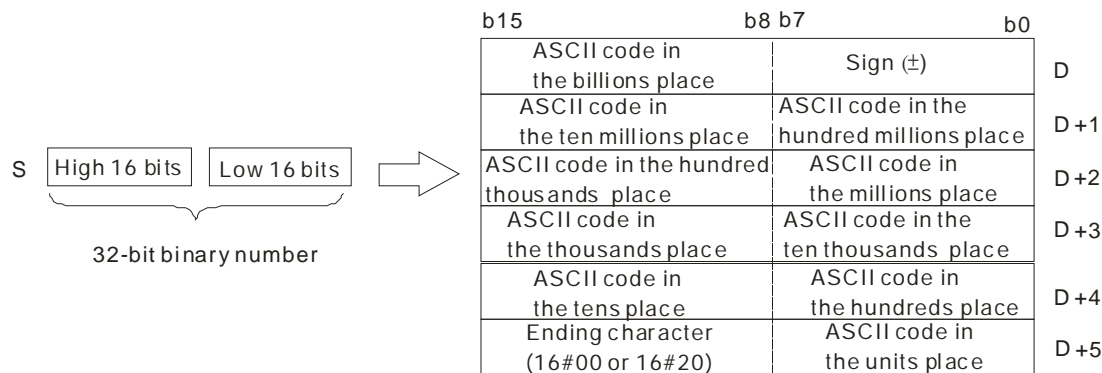 b15 b8 b7 b0
ASCII code in
the billions place
Sign (±)
D
ASCII code in
the ten millions place
ASCII code in the
hundred millions place
D+1
S
High 16 bits
Low 16 bits
ASCII code in the hundred
thousands place
ASCII code in
the millions place
D+2
32-bit binary number
ASCII code in
the thousands place
ASCII code in the
ten thousands place
D+3
ASCII code in
the tens place
ASCII code in
the hundreds place
D+4
Ending character
(16#00 or 16#20)
ASCII code in
the units place
D+5